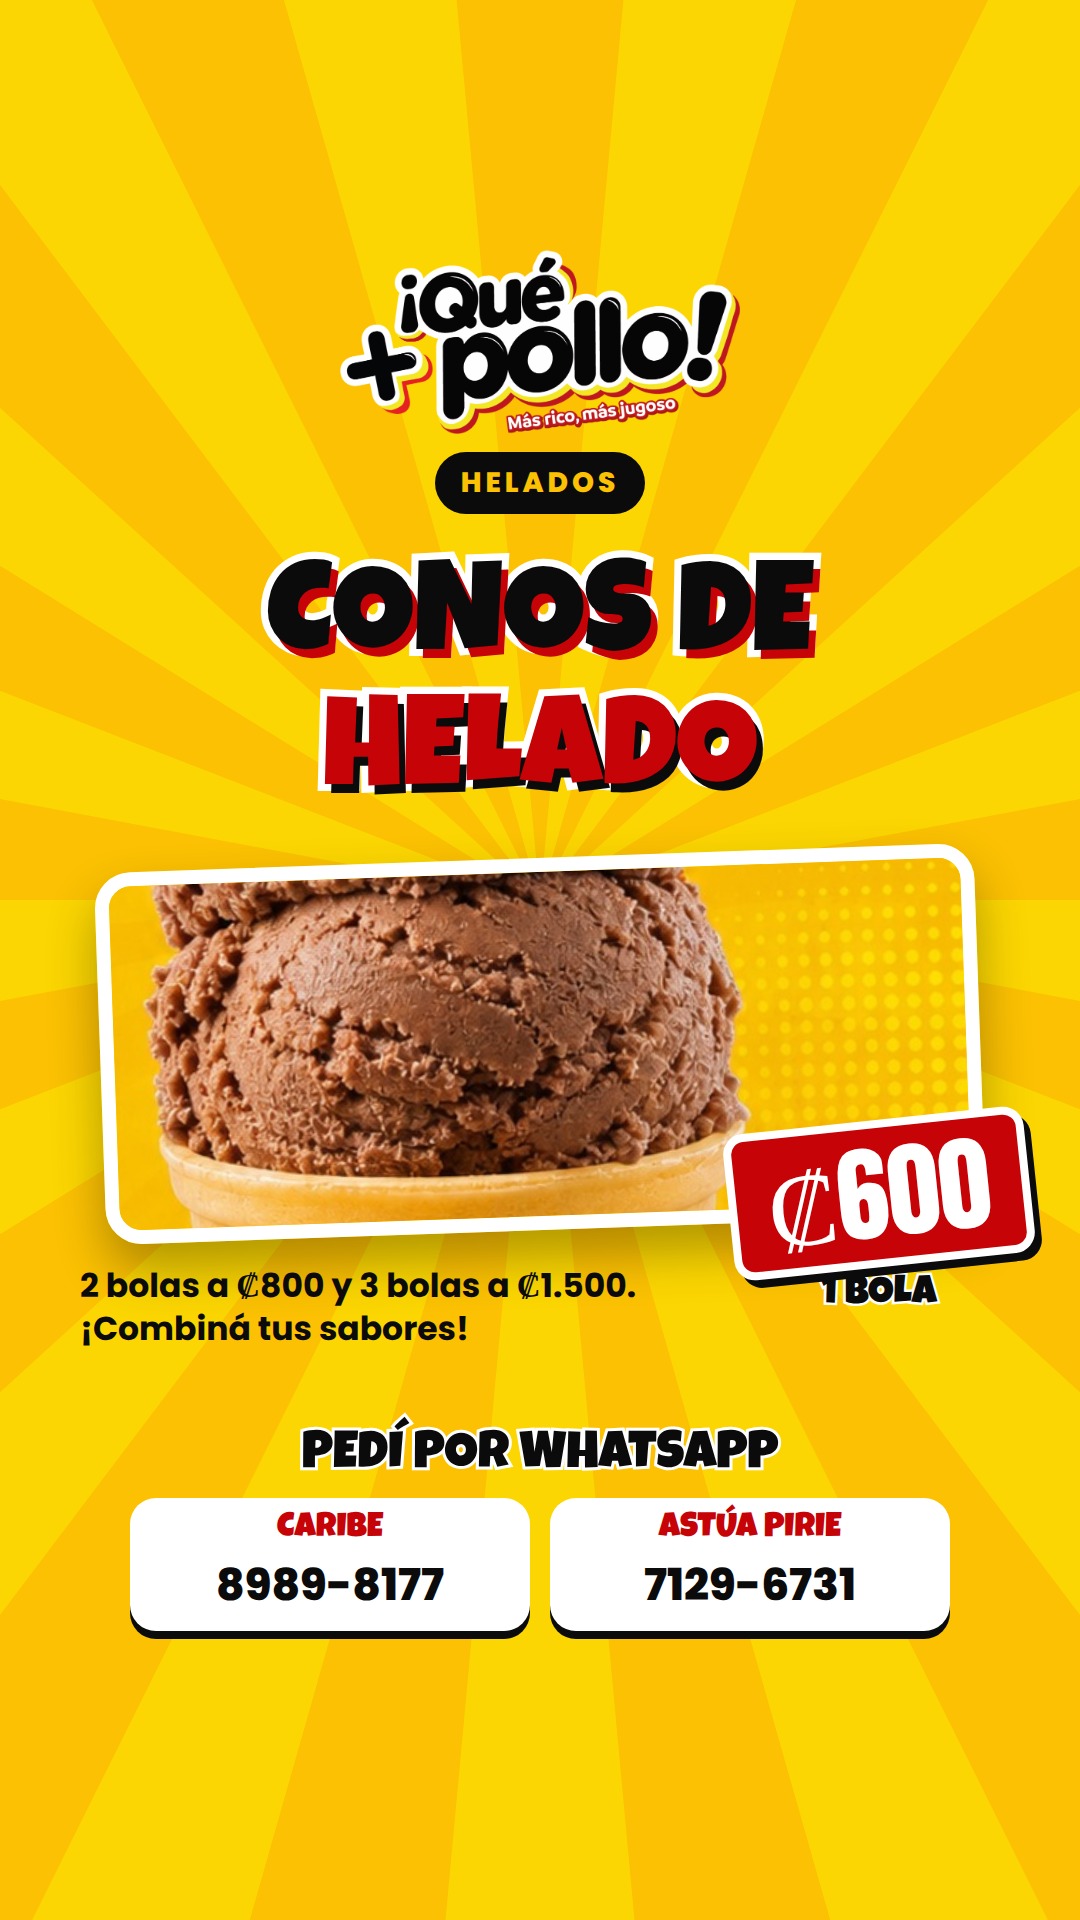 ¡Qué
+ pollo!
Más rico, más jugoso
HELADOS
CONOS DE
HELADO
₡600
1 BOLA
2 bolas a ₡800 y 3 bolas a ₡1.500.
¡Combiná tus sabores!
PEDÍ POR WHATSAPP
CARIBE
8989-8177
ASTÚA PIRIE
7129-6731